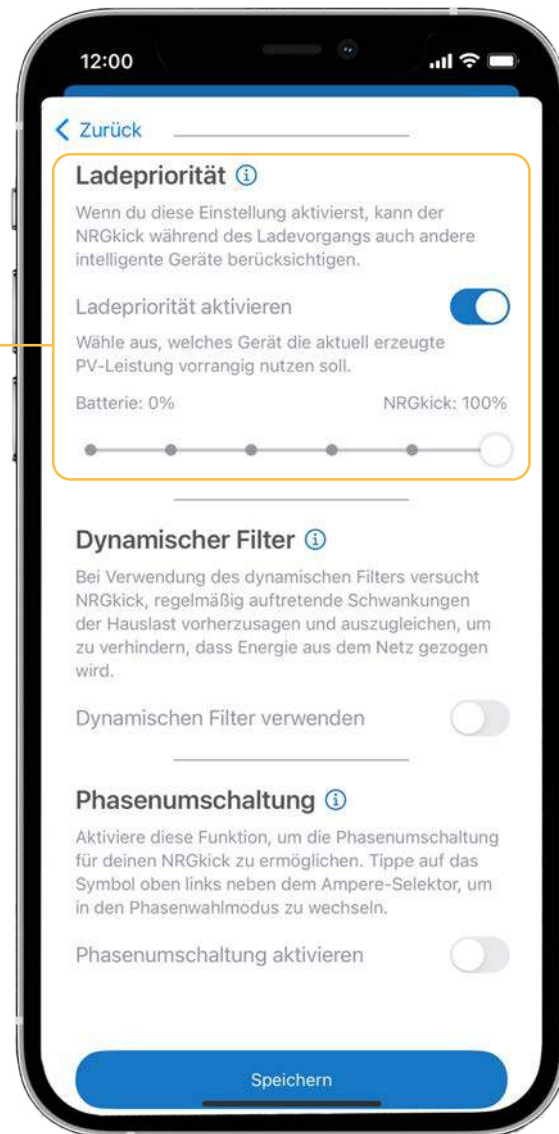 12:00
Zurück
Ladepriorität
Wenn du diese Einstellung aktivierst, kann der
NRGkick während des Ladevorgangs auch andere
intelligente Geräte berücksichtigen.
Ladepriorität aktivieren
Wähle aus, welches Gerät die aktuell erzeugte
PV-Leistung vorrangig nutzen soll.
Batterie: 0% NRGkick: 100%
Dynamischer Filter
Bei Verwendung des dynamischen Filters versucht
NRGkick, regelmäßig auftretende Schwankungen
der Hauslast vorherzusagen und auszugleichen, um
zu verhindern, dass Energie aus dem Netz gezogen
wird.
Dynamischen Filter verwenden
Phasenumschaltung
Aktiviere diese Funktion, um die Phasenumschaltung
für deinen NRGkick zu ermöglichen. Tippe auf das
Symbol oben links neben dem Ampere-Selektor, um
in den Phasenwahlmodus zu wechseln.
Phasenumschaltung aktivieren
Speichern